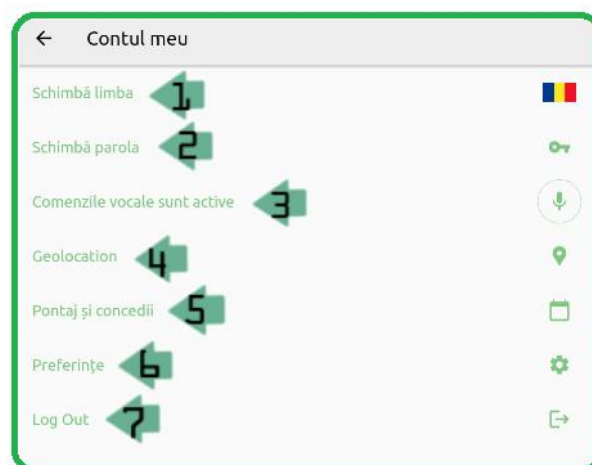 Contul meu
Schimbă limba 1
Schimbă parola 2
Comenzile vocale sunt active 3
Geolocation 4
Pontaj și concedii 5
Preferințe 6
Log Out 7